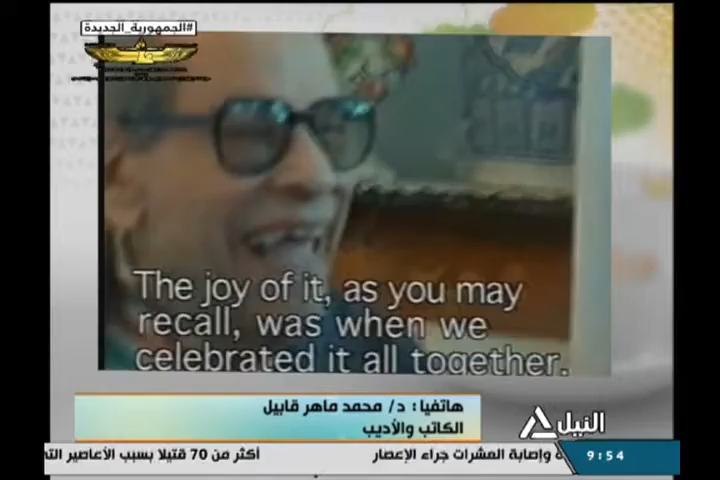 #الجمهورية_الجديدة
The joy of it, as you may
recall, was when we
celebrated it all together.
هاتفيا: د/ محمد ماهر قابيل
الكاتب والأديب
النيل
وإصابة العشرات جراء الإعصار
أكثر من 70 قتيلا بسبب الأعاصير
9:54